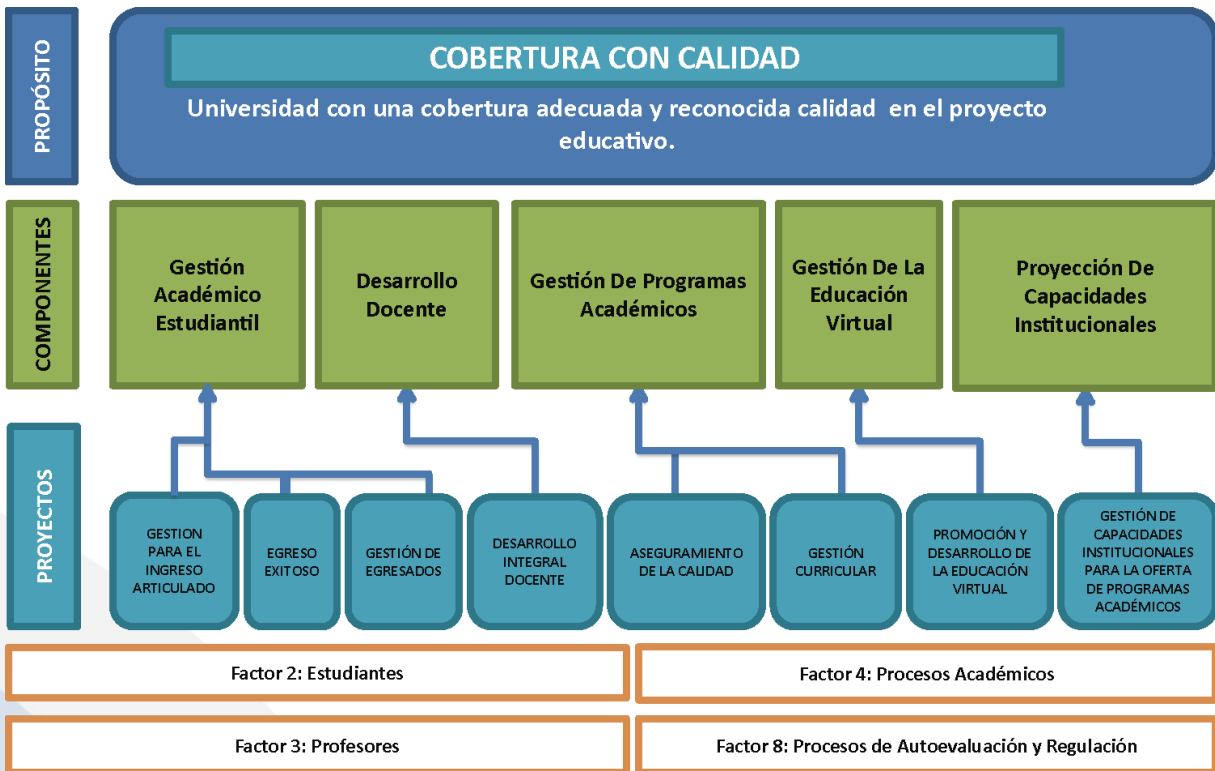 PROPÓSITO
COBERTURA CON CALIDAD
Universidad con una cobertura adecuada y reconocida calidad en el proyecto
educativo.
COMPONENTES
Gestión
Académico
Estudiantil
Desarrollo
Docente
Gestión De Programas
Académicos
Gestión De La
Educación
Virtual
Proyección De
Capacidades
Institucionales
PROYECTOS
GESTION
PARA EL
INGRESO
ARTICULADO
EGRESO
EXITOSO
GESTIÓN DE
EGRESADOS
DESARROLLO
INTEGRAL
DOCENTE
ASEGURAMIENTO
DE LA CALIDAD
GESTIÓN
CURRICULAR
PROMOCIÓN Y
DESARROLLO DE
LA EDUCACIÓN
VIRTUAL
GESTIÓN DE
CAPACIDADES
INSTITUCIONALES
PARA LA OFERTA
DE PROGRAMAS
ACADÉMICOS
Factor 2: Estudiantes
Factor 4: Procesos Académicos
Factor 3: Profesores
Factor 8: Procesos de Autoevaluación y Regulación